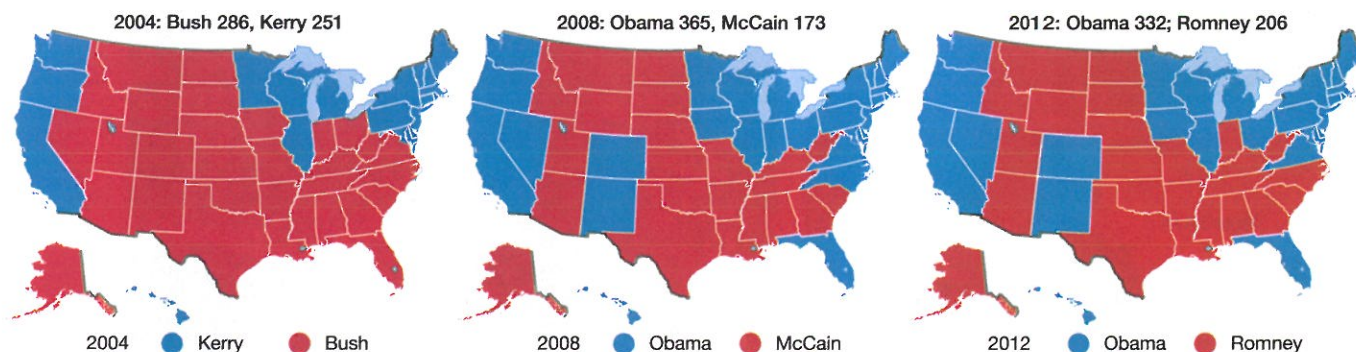 2004: Bush 286, Kerry 251
2008: Obama 365, McCain 173
2012: Obama 332; Romney 206
2004 Kerry Bush
2008 Obama McCain
2012 Obama Romney